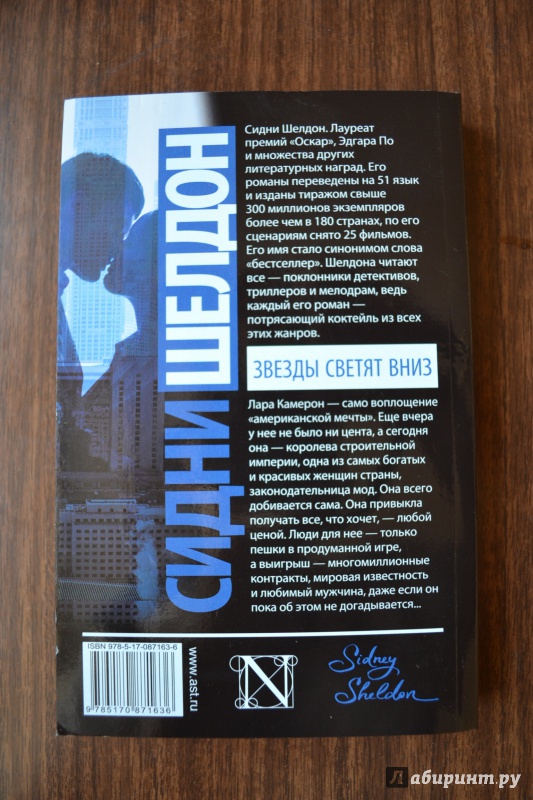 СИДНИ ШЕЛДОН
Сидни Шелдон. Лауреат
премий «Оскар», Эдгара По
и множества других
литературных наград. Его
романы переведены на 51 язык
и изданы тиражом свыше
300 миллионов экземпляров
более чем в 180 странах, по его
сценариям снято 25 фильмов.
Его имя стало синонимом слова
«бестселлер». Шелдона читают
все — поклонники детективов,
триллеров и мелодрам, ведь
каждый его роман —
потрясающий коктейль из всех
этих жанров.
ЗВЕЗДЫ СВЕТЯТ ВНИЗ
Лара Камерон — само воплощение
«американской мечты». Еще вчера
у нее не было ни цента, а сегодня
она — королева строительной
империи, одна из самых богатых
и красивых женщин страны,
законодательница мод. Она всего
добивается сама. Она привыкла
получать все, что хочет, — любой
ценой. Люди для нее — только
пешки в продуманной игре,
а выигрыш — многомиллионные
контракты, мировая известность
и любимый мужчина, даже если он
пока об этом не догадывается...
ISBN 978-5-17-087163-6
9 785170 871636
www.ast.ru
N
Sidney
Sheldon
Лабиринт.ру